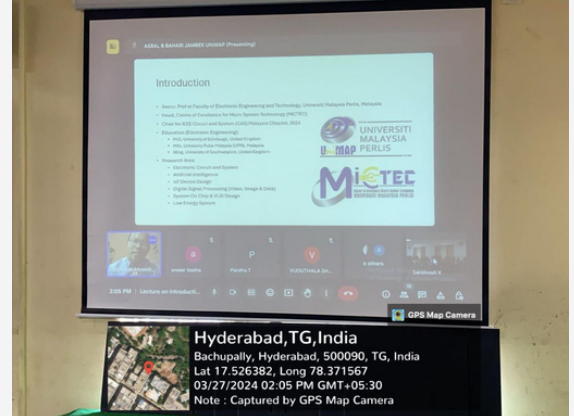 ASRAL B BAHARI JAMBEK UNIMAP (Presenting)
Introduction
Assoc. Prof at Faculty of Electronic Engineering and Technology, Universiti Malaysia Perlis, Malaysia
Head, Centre of Excellence for Micro System Technology (MiCTEC)
Chair for IEEE Circuit and System (CAS) Malaysia Chapter, 2024
Education (Electronic Engineering):
PhD, University of Edinburgh, United Kingdom
MSc, University Putra Malaysia (UPM), Malaysia
BEng, University of Southampton, United Kingdom
Research Area:
Electronic Circuit and System
Artificial Intelligence
IoT Device Design
Digital Signal Processing (Video, Image & Data)
System On Chip & VLSI Design
Low Energy System
UNIVERSITI
MALAYSIA
PERLIS
UniMAP
MiCTEC
P
V
A
Pandra T
6 others
Santhosh K
2:05 PM | Lecture on introducti...
GPS Map Camera
Hyderabad,TG,India
Bachupally, Hyderabad, 500090, TG, India
Lat 17.526382, Long 78.371567
03/27/2024 02:05 PM GMT+05:30
Note : Captured by GPS Map Camera